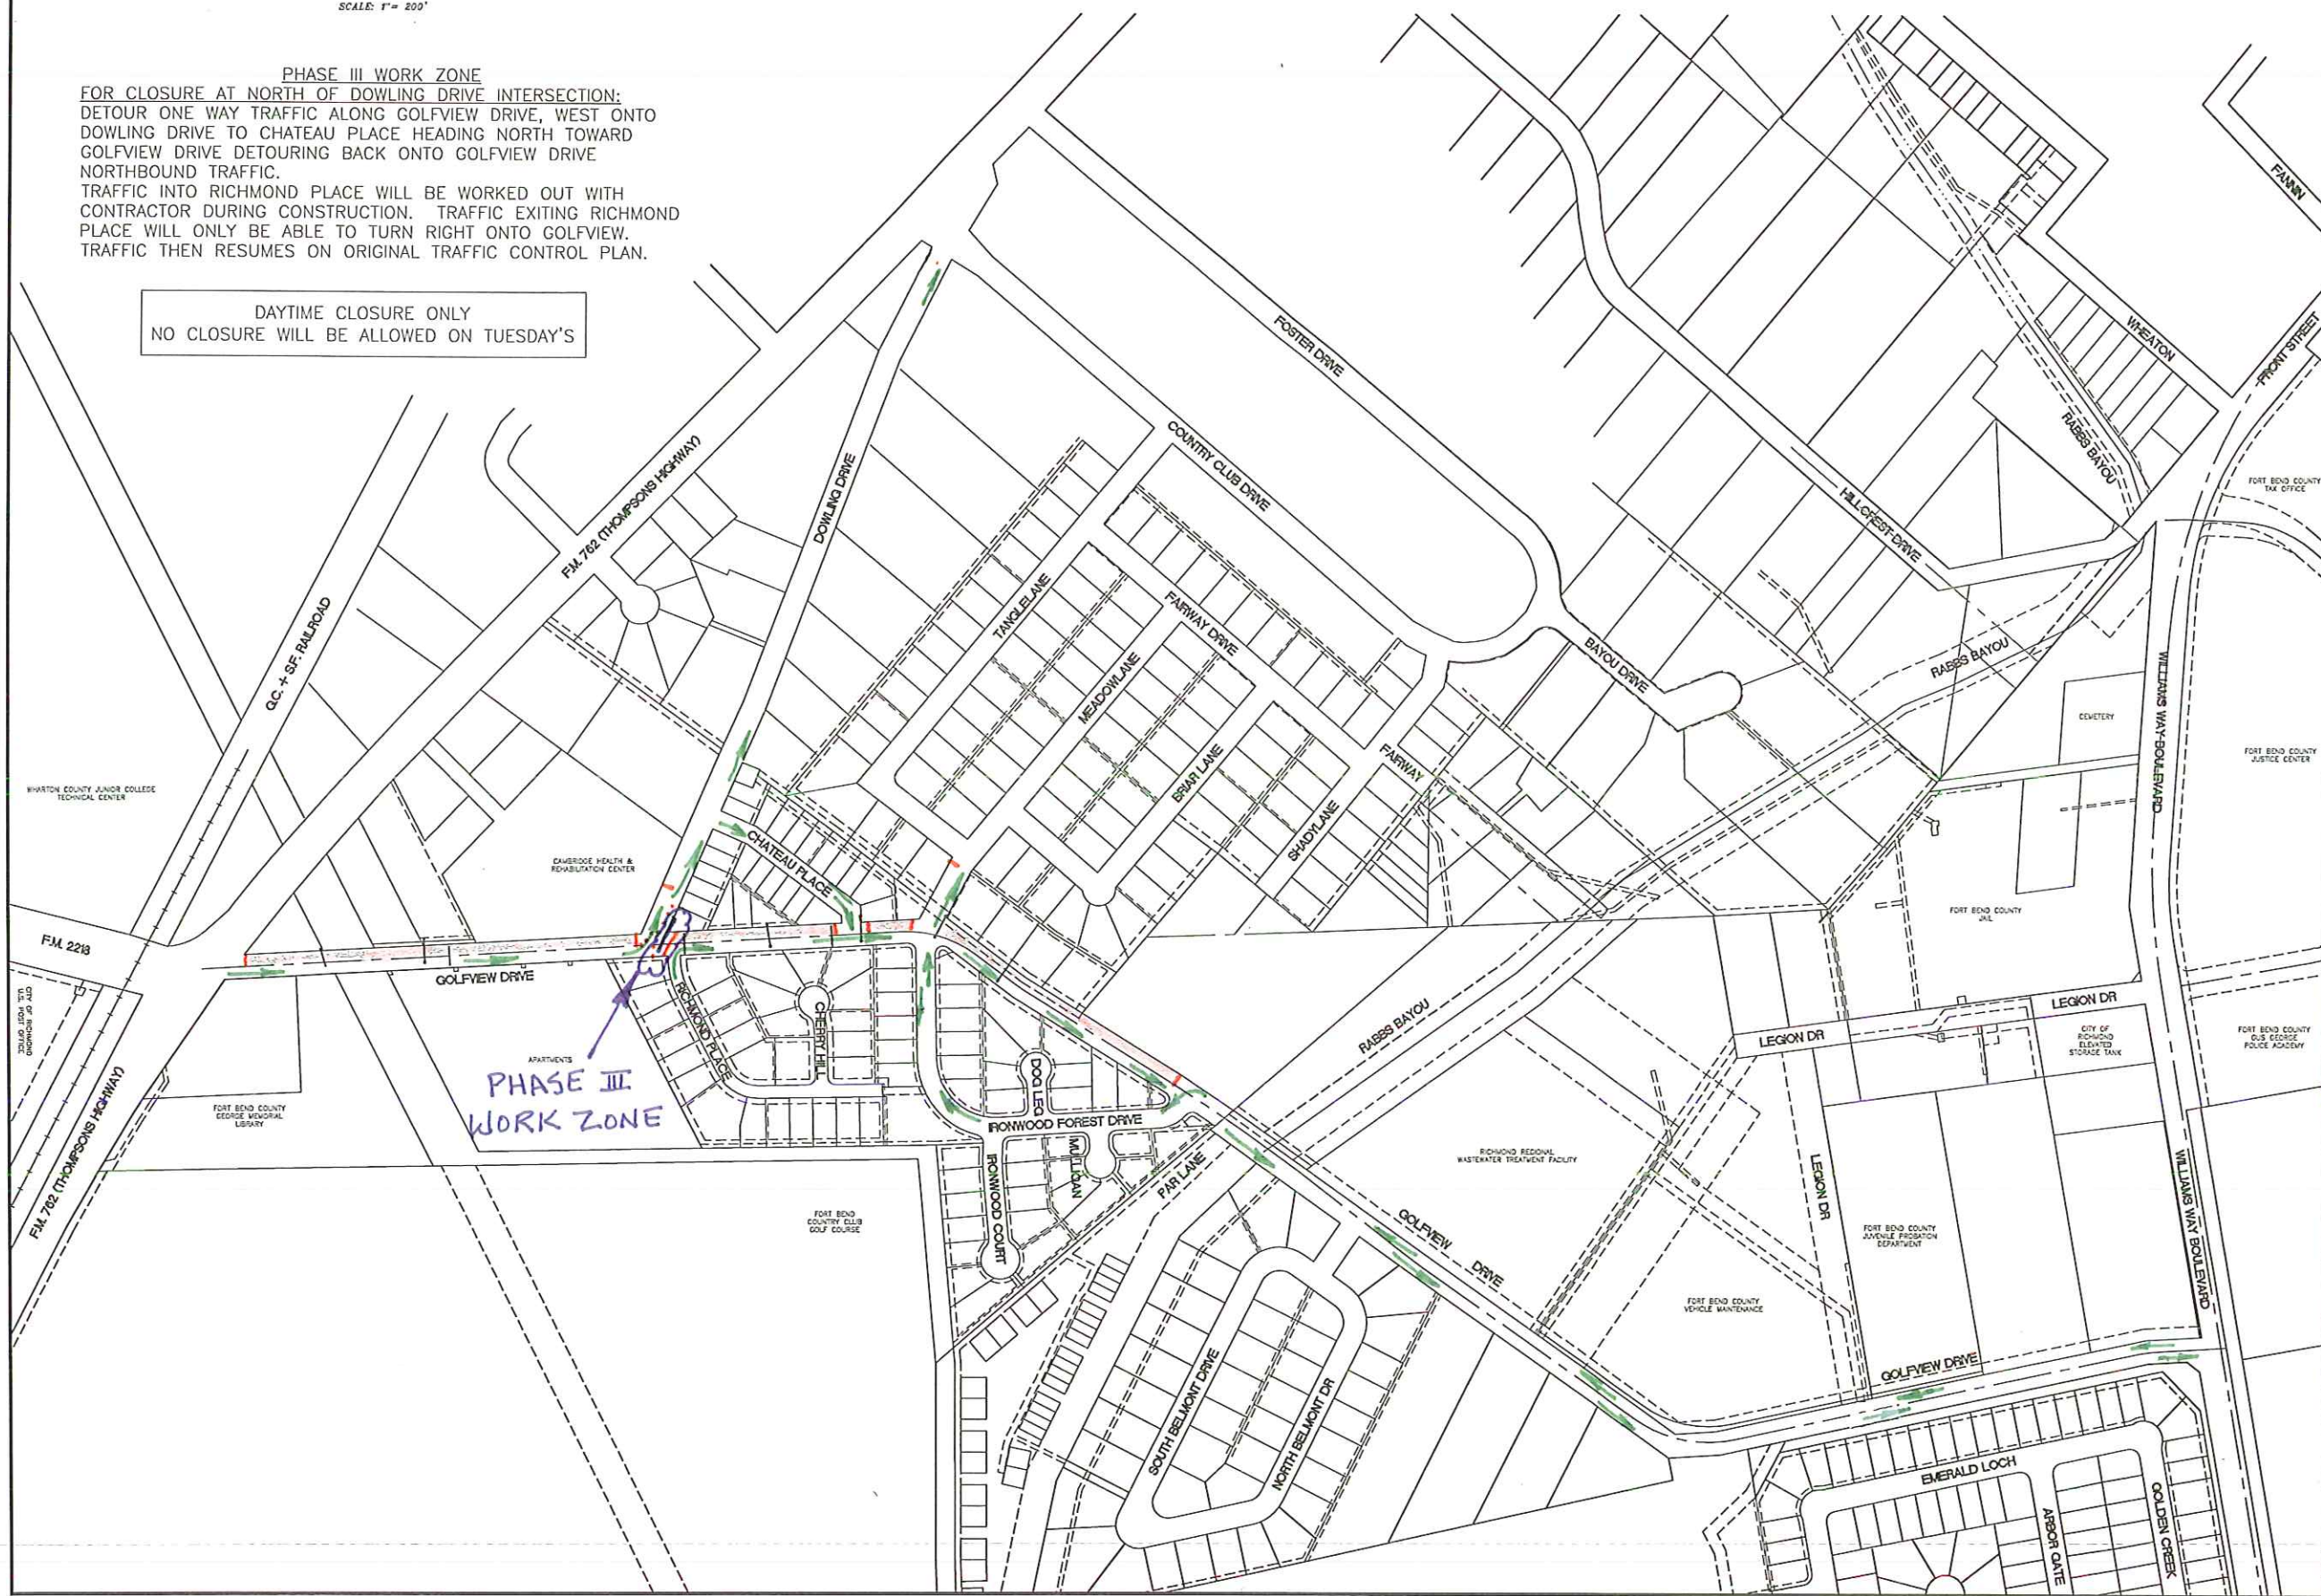 SCALE: 1"= 200'
PHASE III WORK ZONE
FOR CLOSURE AT NORTH OF DOWLING DRIVE INTERSECTION:
DETOUR ONE WAY TRAFFIC ALONG GOLFVIEW DRIVE, WEST ONTO
DOWLING DRIVE TO CHATEAU PLACE HEADING NORTH TOWARD
GOLFVIEW DRIVE DETOURING BACK ONTO GOLFVIEW DRIVE
NORTHBOUND TRAFFIC.
TRAFFIC INTO RICHMOND PLACE WILL BE WORKED OUT WITH
CONTRACTOR DURING CONSTRUCTION. TRAFFIC EXITING RICHMOND
PLACE WILL ONLY BE ABLE TO TURN RIGHT ONTO GOLFVIEW.
TRAFFIC THEN RESUMES ON ORIGINAL TRAFFIC CONTROL PLAN.
DAYTIME CLOSURE ONLY
NO CLOSURE WILL BE ALLOWED ON TUESDAY'S
FANNIN
WHEATON
FRONT STREET
FOSTER DRIVE
RABBS BAYOU
COUNTRY CLUB DRIVE
F.M. 762 (THOMPSONS HIGHWAY)
DOWLING DRIVE
HILLCREST DRIVE
FORT BEND COUNTY
TAX OFFICE
G.C. + S.F. RAILROAD
TANGLELANE
FAIRWAY DRIVE
MEADOWLANE
BAYOU DRIVE
RABBS BAYOU
WILLIAMS WAY BOULEVARD
CEMETERY
FORT BEND COUNTY
JUSTICE CENTER
BRIAR LANE
FAIRWAY
SHADYLANE
WHARTON COUNTY JUNIOR COLLEGE
TECHNICAL CENTER
CAMBRIDGE HEALTH &
REHABILITATION CENTER
CHATEAU PLACE
FORT BEND COUNTY
JAIL
F.M. 2218
GOLFVIEW DRIVE
CITY OF RICHMOND
U.S. POST OFFICE
RICHMOND PLACE
CHERRY HILL
RABBS BAYOU
LEGION DR
LEGION DR
CITY OF
RICHMOND
ELEVATED
STORAGE TANK
FORT BEND COUNTY
GUS GEORGE
POLICE ACADEMY
APARTMENTS
PHASE III
WORK ZONE
DOG LEG
FORT BEND COUNTY
GEORGE MEMORIAL
LIBRARY
IRONWOOD FOREST DRIVE
MULLIGAN
PAR LANE
IRONWOOD COURT
F.M. 762 (THOMPSONS HIGHWAY)
RICHMOND REGIONAL
WASTEWATER TREATMENT FACILITY
LEGION DR
WILLIAMS WAY BOULEVARD
FORT BEND
COUNTRY CLUB
GOLF COURSE
GOLFVIEW
DRIVE
FORT BEND COUNTY
JUVENILE PROBATION
DEPARTMENT
FORT BEND COUNTY
VEHICLE MAINTENANCE
GOLFVIEW DRIVE
SOUTH BELMONT DRIVE
NORTH BELMONT DR
EMERALD LOCH
ARBOR GATE
GOLDEN CREEK